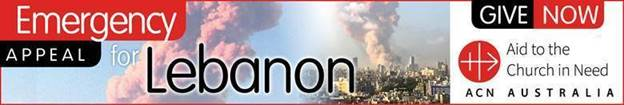 Emergency
APPEAL for Lebanon
GIVE NOW
Aid to the
Church in Need
ACN AUSTRALIA